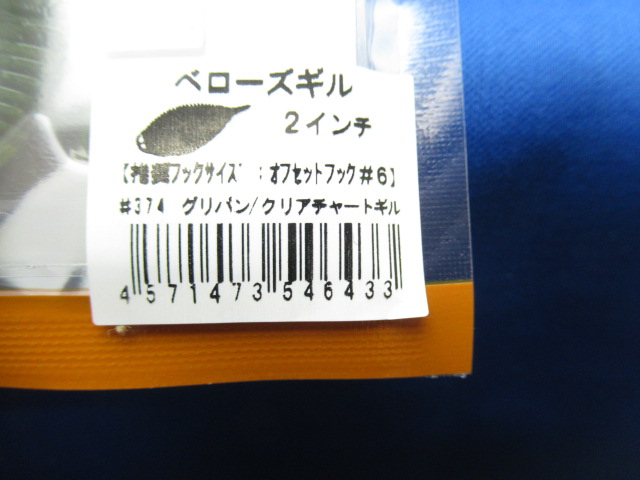 ベローズギル
2インチ
【推奨フックサイズ:オフセットフック#6】
#374 グリパン/クリアチャートギル
4571473546433